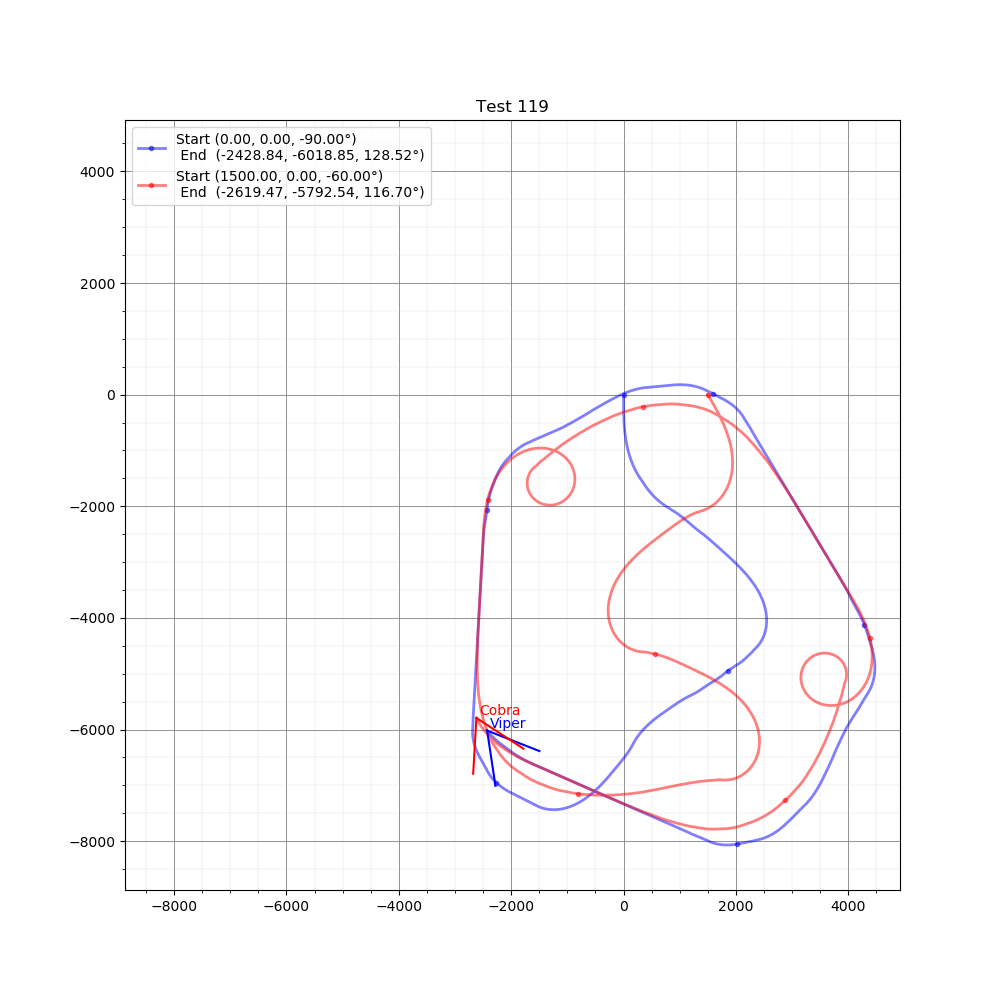 Test 119
Start (0.00, 0.00, -90.00°)
End (-2428.84, -6018.85, 128.52°)
Start (1500.00, 0.00, -60.00°)
End (-2619.47, -5792.54, 116.70°)
4000
2000
0
−2000
−4000
−6000
−8000
Cobra
Viper
−8000 −6000 −4000 −2000 0 2000 4000